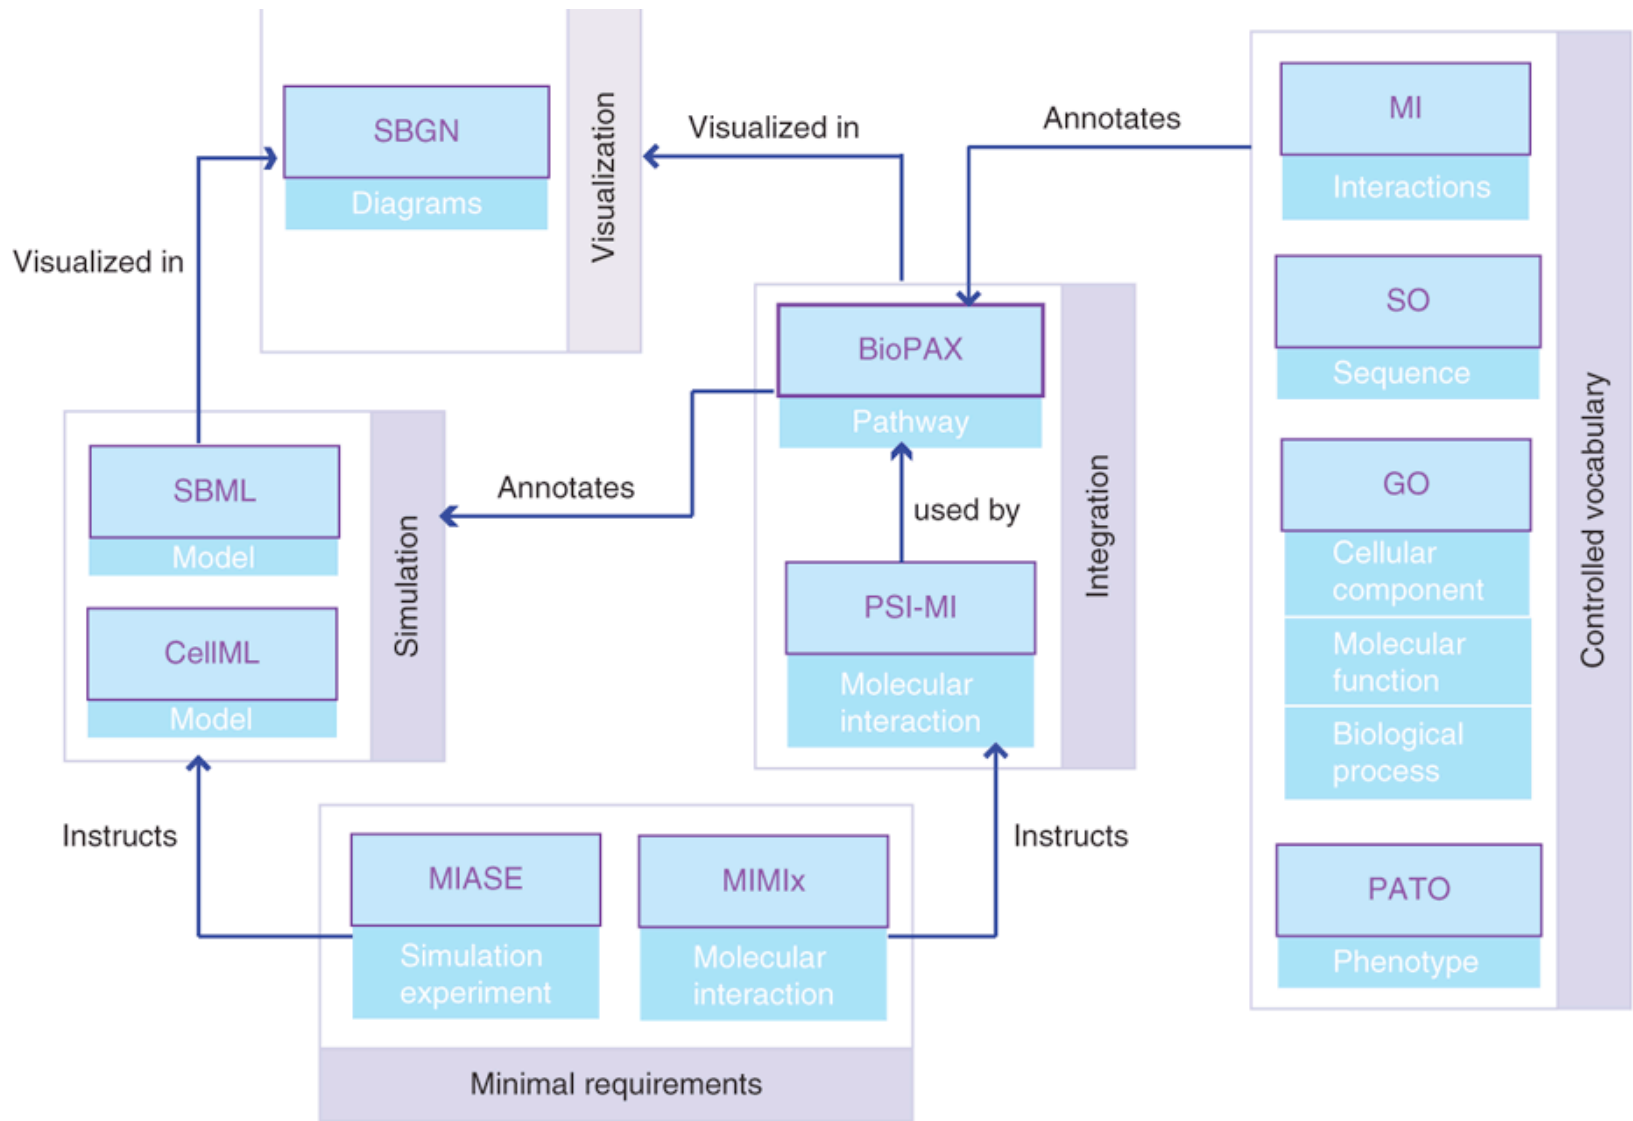 SBGN
Diagrams
Visualization
Visualized in
Visualized in
Annotates
MI
Interactions
SO
Sequence
GO
Cellular
component
Molecular
function
Biological
process
PATO
Phenotype
Controlled vocabulary
BioPAX
Pathway
used by
PSI-MI
Molecular
interaction
Integration
Annotates
SBML
Model
CellML
Model
Simulation
Instructs
Instructs
MIASE
Simulation
experiment
MIMIx
Molecular
interaction
Minimal requirements